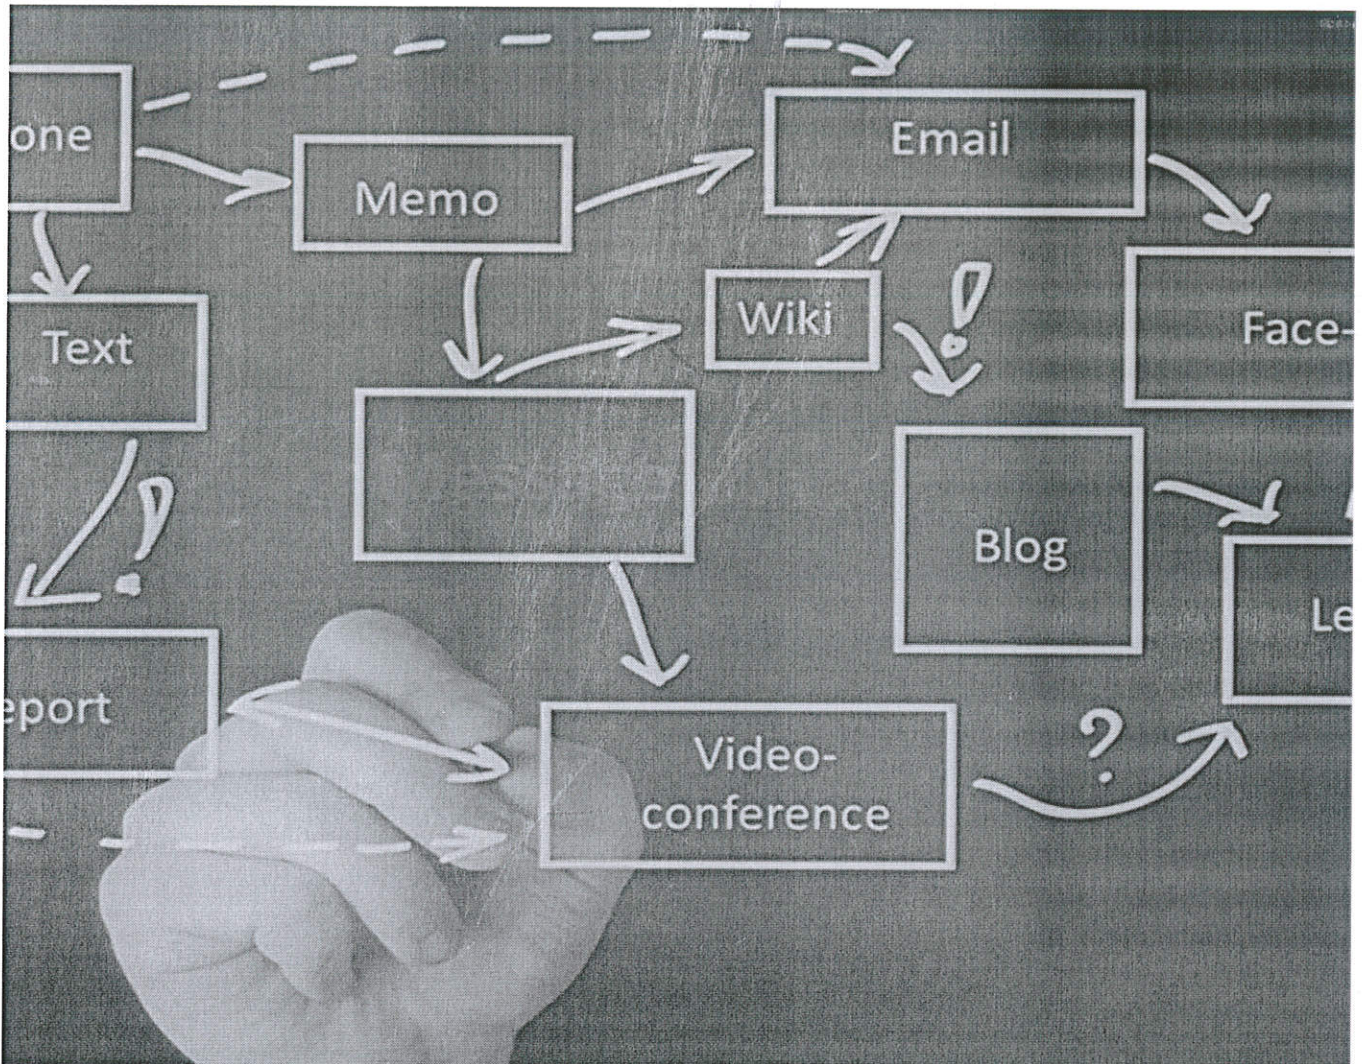 one
Email
Memo
Wiki
Text
Face-
Blog
Le
eport
Video-
conference
?